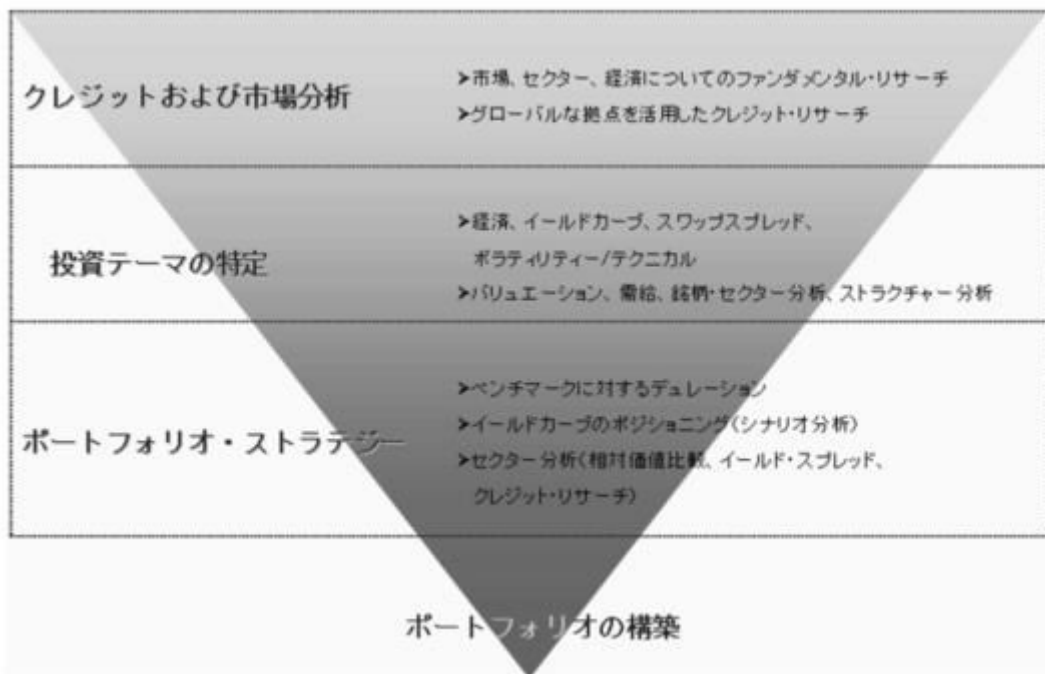 クレジットおよび市場分析
➤市場、セクター、経済についてのファンダメンタル・リサーチ
➤グローバルな拠点を活用したクレジット・リサーチ
投資テーマの特定
➤経済、イールドカーブ、スワップスプレッド、
ボラティリティー/テクニカル
➤バリュエーション、需給、銘柄・セクター分析、ストラクチャー分析
ポートフォリオ・ストラテジー
➤ベンチマークに対するデュレーション
➤イールドカーブのポジショニング(シナリオ分析)
➤セクター分析(相対価値比較、イールド・スプレッド、
クレジット・リサーチ)
ポートフォリオの構築